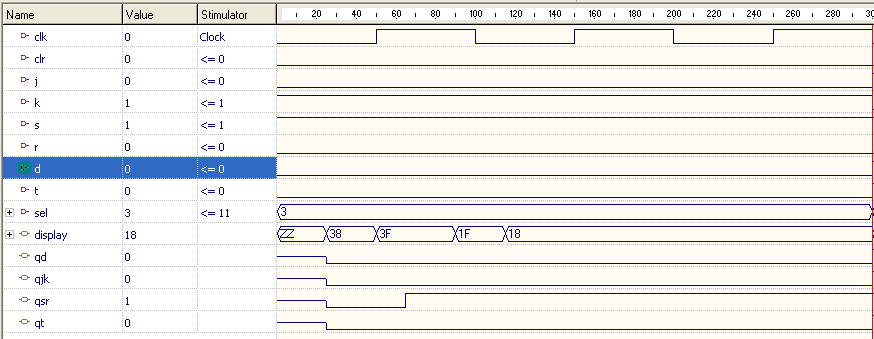 Name Value Stimulator 20 40 60 80 100 120 140 160 180 200 220 240 260 280 30
clk 0 Clock
clr 0 <= 0
j 0 <= 0
k 1 <= 1
s 1 <= 1
r 0 <= 0
d 0 <= 0
t 0 <= 0
sel 3 <= 11 3
display 18 ZZ 38 3F 1F 18
qd 0
qjk 0
qsr 1
qt 0